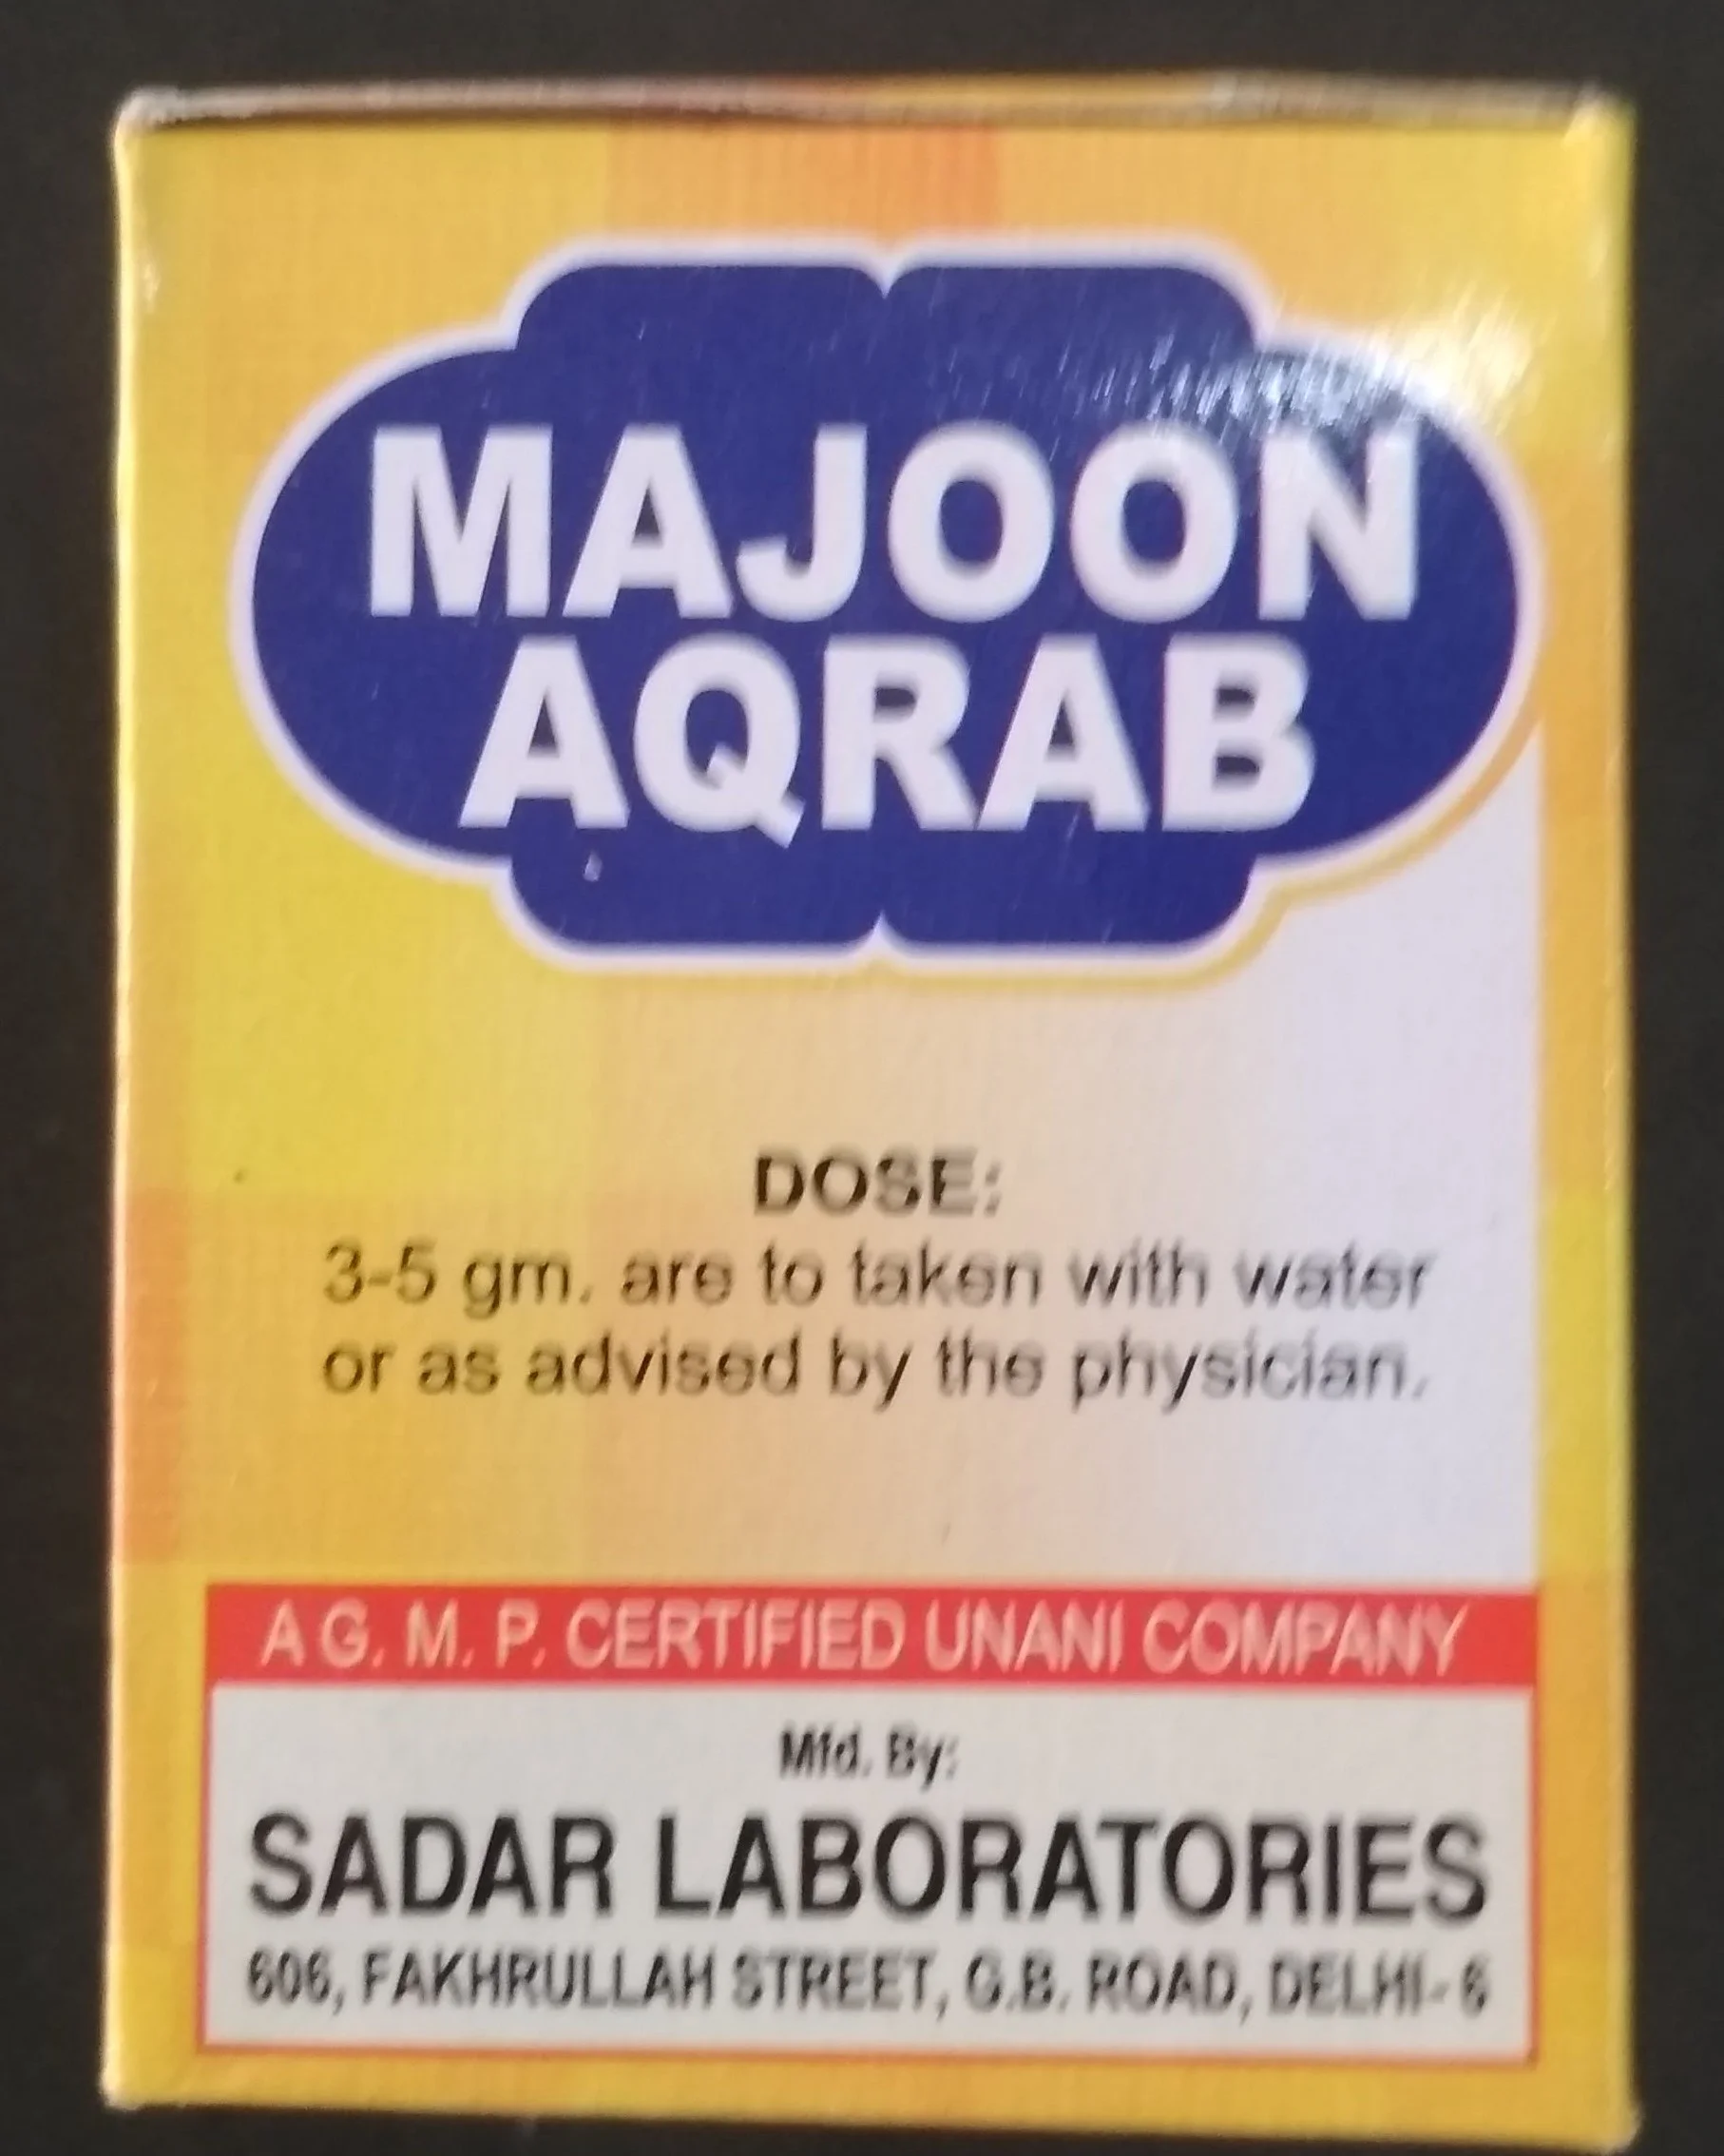 MAJOON
AQRAB
DOSE:
3-5 gm. are to taken with water
or as advised by the physician.
A G. M. P. CERTIFIED UNANI COMPANY
Mfd. By:
SADAR LABORATORIES
606, FAKHRULLAH STREET, G.B. ROAD, DELHI- 6